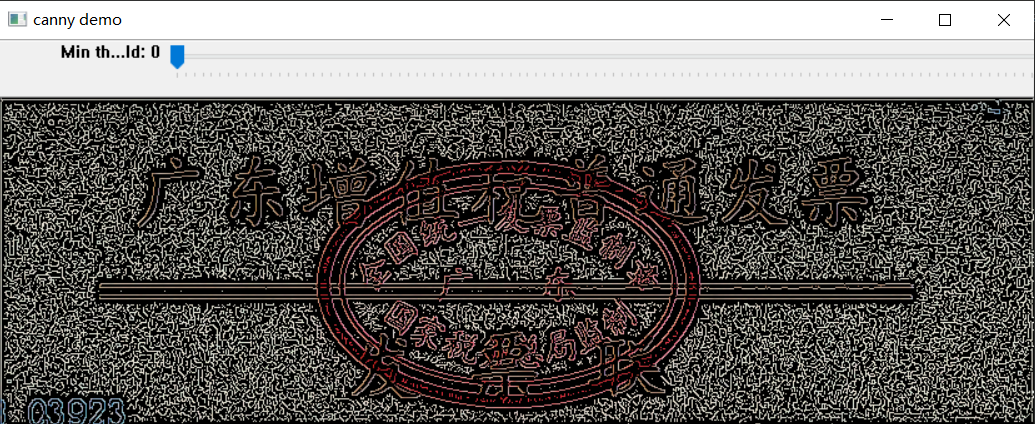 canny demo
Min th...ld: 0
广东增值税普通发票
全国统一发票监制章
广 东
国家税务总局监制
发票联
03923